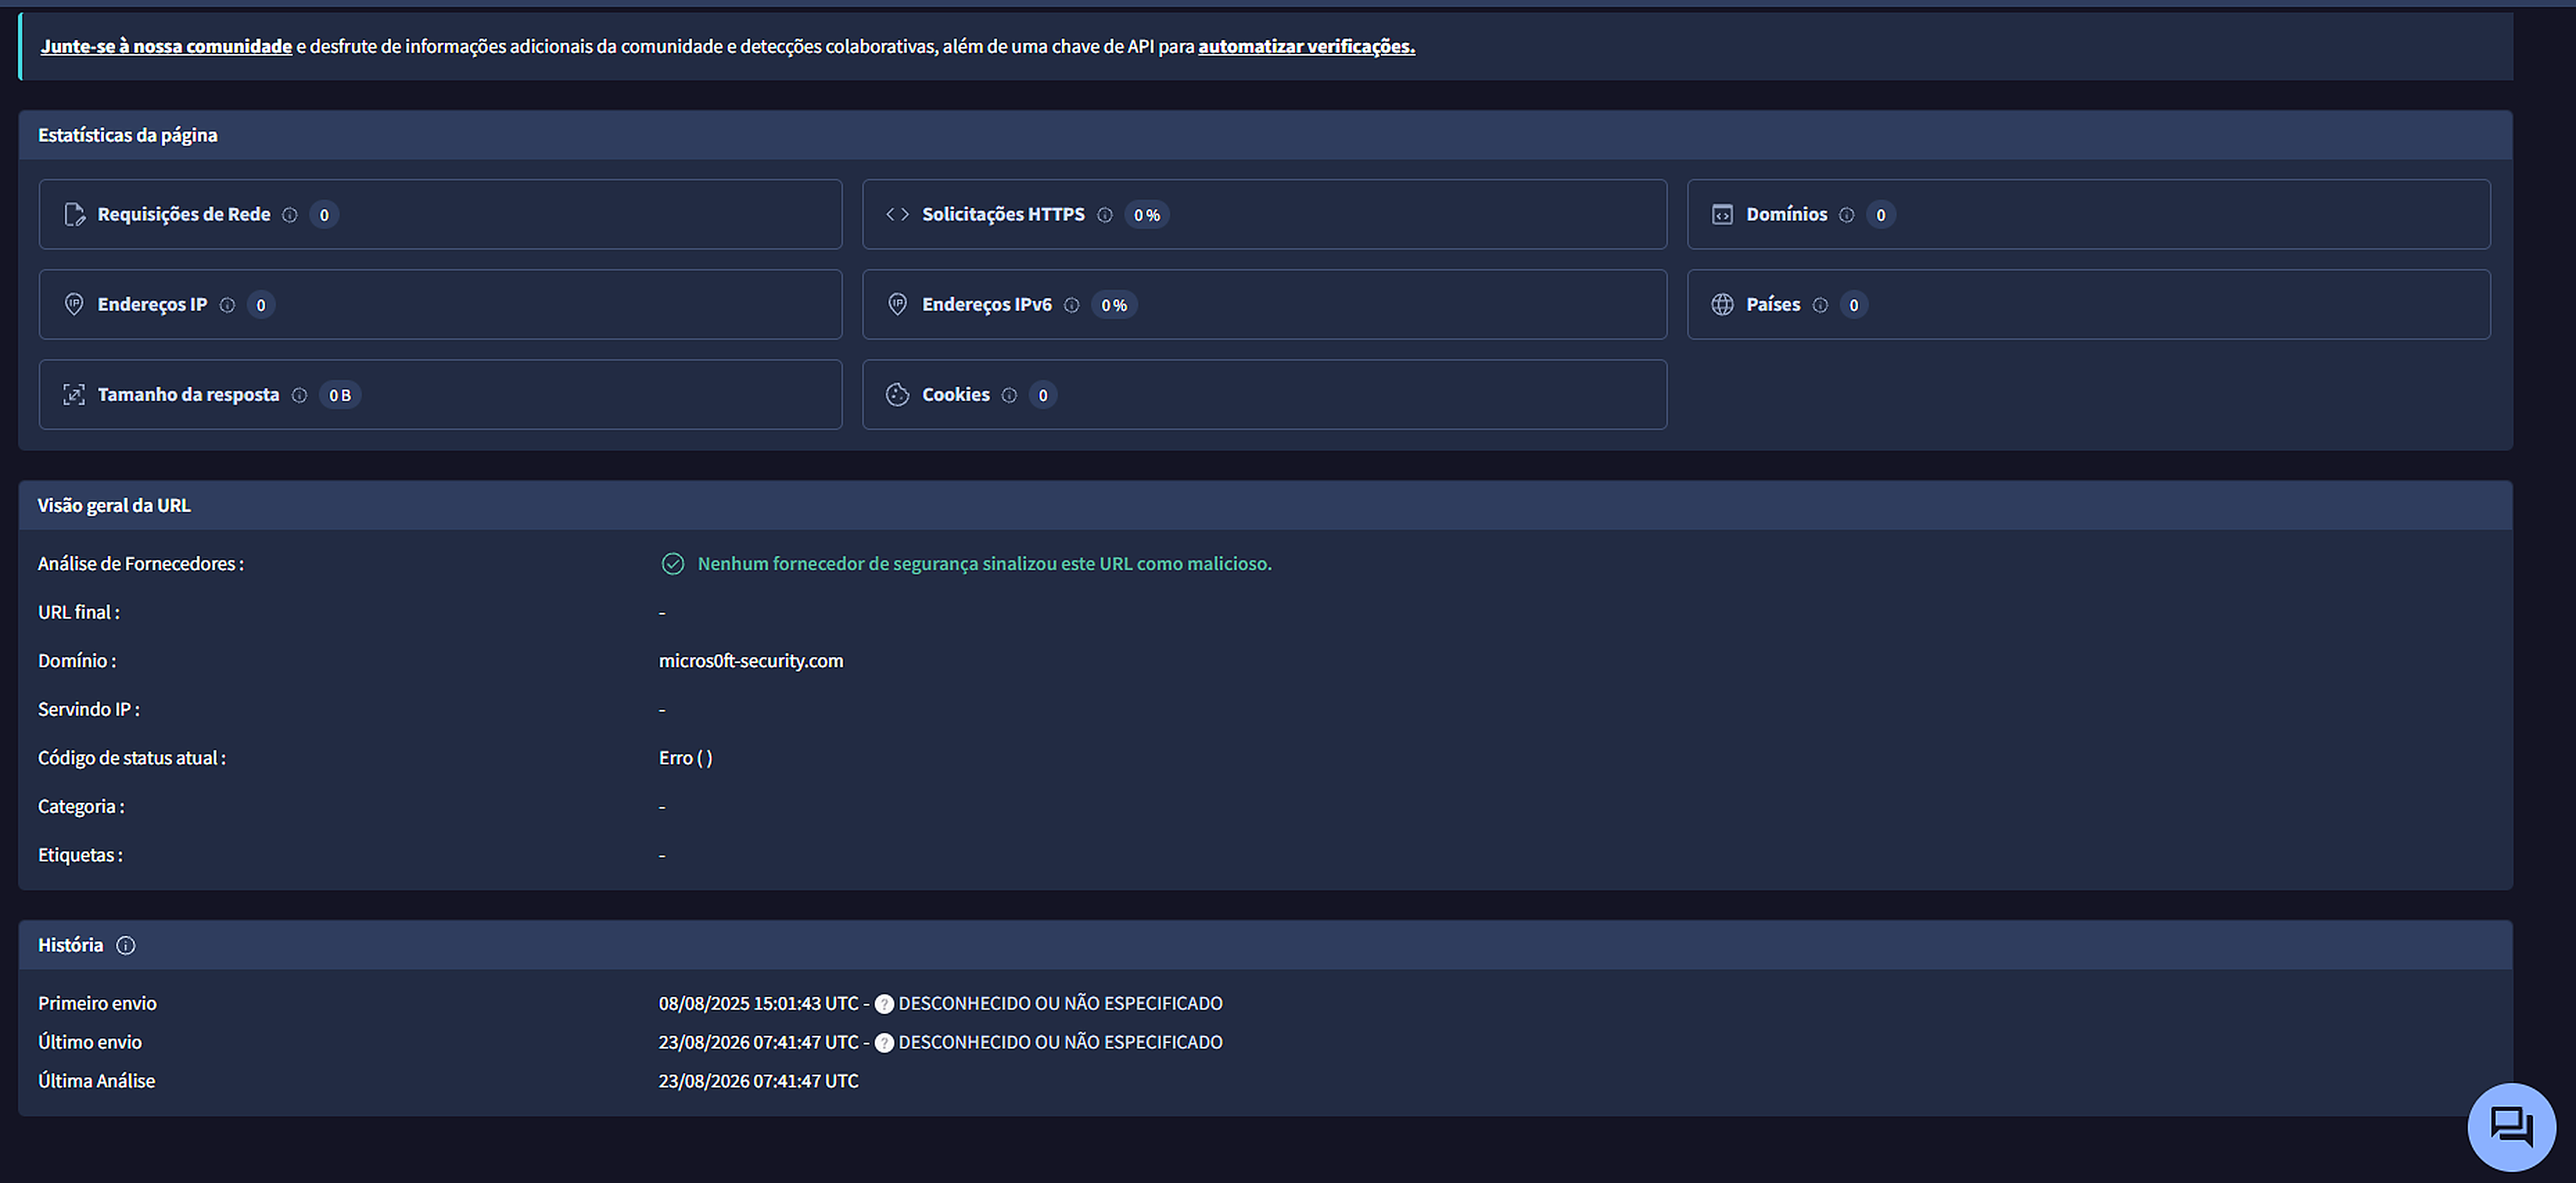 Junte-se à nossa comunidade e desfrute de informações adicionais da comunidade e detecções colaborativas, além de uma chave de API para automatizar verificações.
Estatísticas da página
Requisições de Rede 0
Solicitações HTTPS 0 %
Domínios 0
Endereços IP 0
Endereços IPv6 0 %
Países 0
Tamanho da resposta 0 B
Cookies 0
Visão geral da URL
Análise de Fornecedores : Nenhum fornecedor de segurança sinalizou este URL como malicioso.
URL final : -
Domínio : micros0ft-security.com
Servindo IP : -
Código de status atual : Erro ( )
Categoria : -
Etiquetas : -
História
Primeiro envio 08/08/2025 15:01:43 UTC - ? DESCONHECIDO OU NÃO ESPECIFICADO
Último envio 23/08/2026 07:41:47 UTC - ? DESCONHECIDO OU NÃO ESPECIFICADO
Última Análise 23/08/2026 07:41:47 UTC